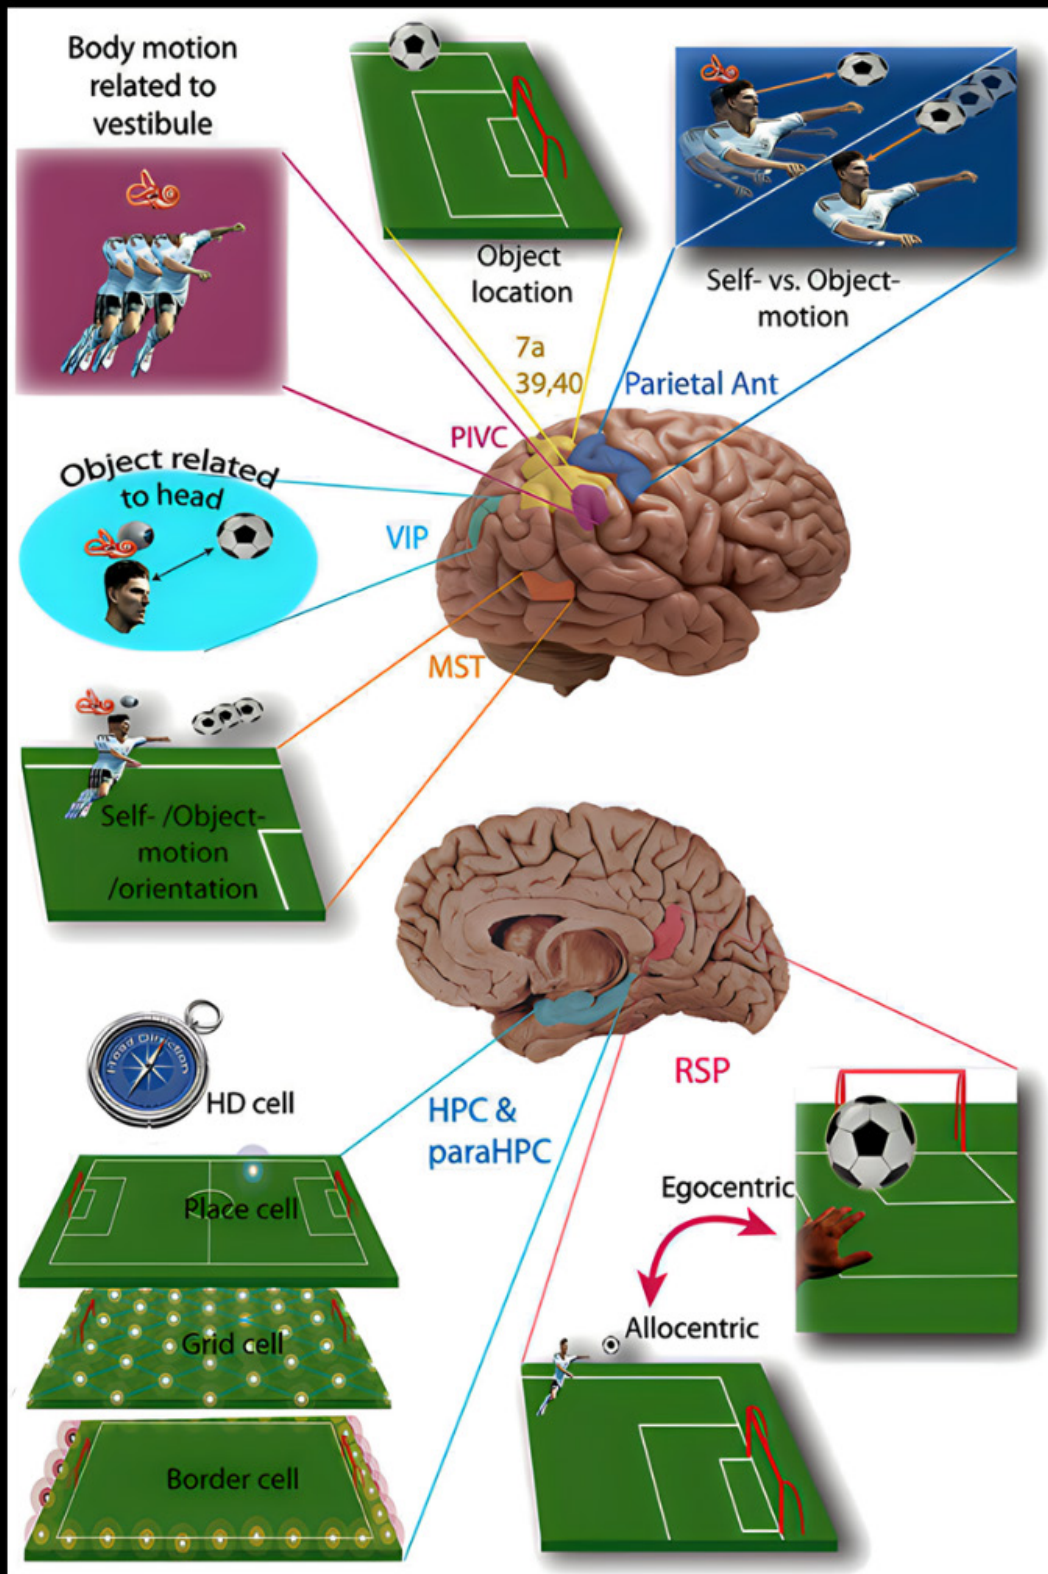 Body motion
related to
vestibule
Object
location
Self- vs. Object-
motion
7a
39,40
Parietal Ant
PIVC
Object related
to head
VIP
MST
Self- /Object-
motion
/orientation
Head Direction
HD cell
HPC &
paraHPC
RSP
Place cell
Egocentric
Grid cell
Allocentric
Border cell